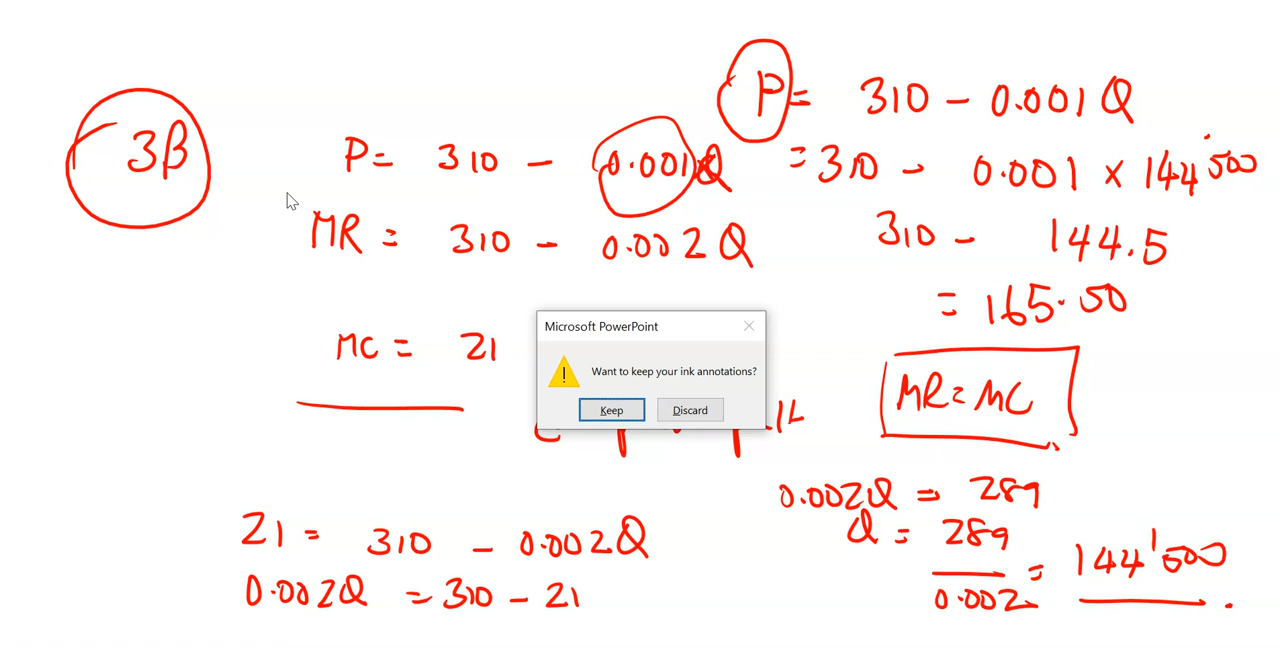 3B
P = 310 - 0.001Q
MR = 310 - 0.002Q
MC = 21
21 = 310 - 0.002Q
0.002Q = 310 - 21
P = 310 - 0.001Q
= 310 - 0.001 x 144'500
310 - 144.5
= 165.50
MR = MC
0.002Q = 289
Q = 289 / 0.002 = 144'500
Microsoft PowerPoint
Want to keep your ink annotations?
Keep
Discard